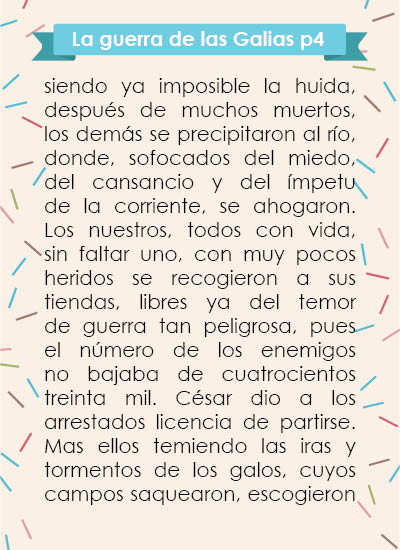 La guerra de las Galias p4
siendo ya imposible la huida,
después de muchos muertos,
los demás se precipitaron al río,
donde, sofocados del miedo,
del cansancio y del ímpetu
de la corriente, se ahogaron.
Los nuestros, todos con vida,
sin faltar uno, con muy pocos
heridos se recogieron a sus
tiendas, libres ya del temor
de guerra tan peligrosa, pues
el número de los enemigos
no bajaba de cuatrocientos
treinta mil. César dio a los
arrestados licencia de partirse.
Mas ellos temiendo las iras y
tormentos de los galos, cuyos
campos saquearon, escogieron